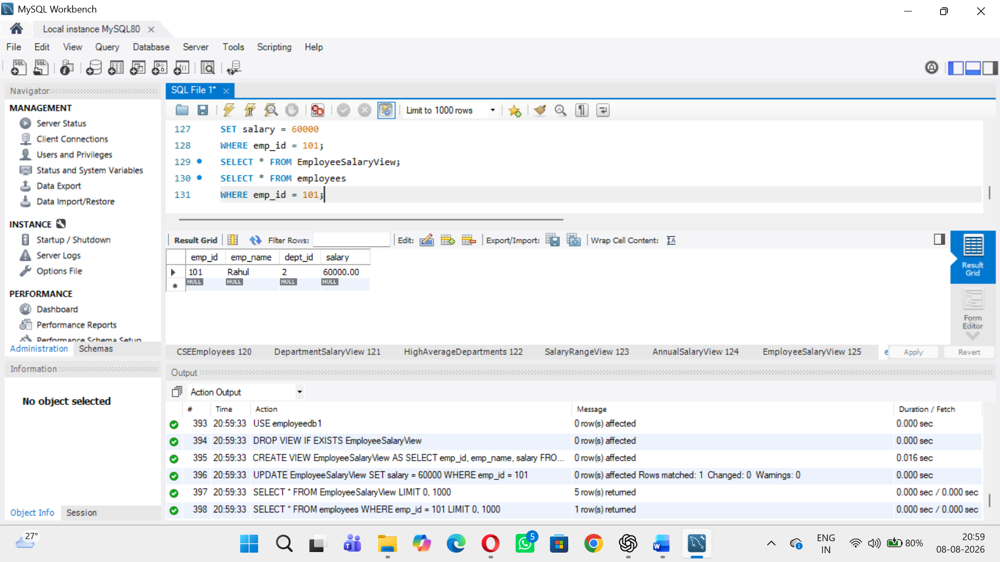 MySQL Workbench
Local instance MySQL80
File Edit View Query Database Server Tools Scripting Help
Navigator
MANAGEMENT
Server Status
Client Connections
Users and Privileges
Status and System Variables
Data Export
Data Import/Restore
INSTANCE
Startup / Shutdown
Server Logs
Options File
PERFORMANCE
Dashboard
Performance Reports
Performance Schema Setup
Administration Schemas
Information
No object selected
Object Info Session
SQL File 1*
Limit to 1000 rows
127 SET salary = 60000
128 WHERE emp_id = 101;
129 SELECT * FROM EmployeeSalaryView;
130 SELECT * FROM employees
131 WHERE emp_id = 101;
Result Grid Filter Rows: Edit: Export/Import: Wrap Cell Content: IA
emp_id emp_name dept_id salary
101 Rahul 2 60000.00
NULL NULL NULL NULL
Result Grid
Form Editor
CSEEmployees 120 DepartmentSalaryView 121 HighAverageDepartments 122 SalaryRangeView 123 AnnualSalaryView 124 EmployeeSalaryView 125 e Apply Revert
Output
Action Output
# Time Action Message Duration / Fetch
393 20:59:33 USE employeedb1 0 row(s) affected 0.000 sec
394 20:59:33 DROP VIEW IF EXISTS EmployeeSalaryView 0 row(s) affected 0.000 sec
395 20:59:33 CREATE VIEW EmployeeSalaryView AS SELECT emp_id, emp_name, salary FRO... 0 row(s) affected 0.016 sec
396 20:59:33 UPDATE EmployeeSalaryView SET salary = 60000 WHERE emp_id = 101 0 row(s) affected Rows matched: 1 Changed: 0 Warnings: 0 0.000 sec
397 20:59:33 SELECT * FROM EmployeeSalaryView LIMIT 0, 1000 5 row(s) returned 0.000 sec / 0.000 sec
398 20:59:33 SELECT * FROM employees WHERE emp_id = 101 LIMIT 0, 1000 1 row(s) returned 0.000 sec / 0.000 sec
27°
5
ENG
IN
80%
20:59
08-08-2026